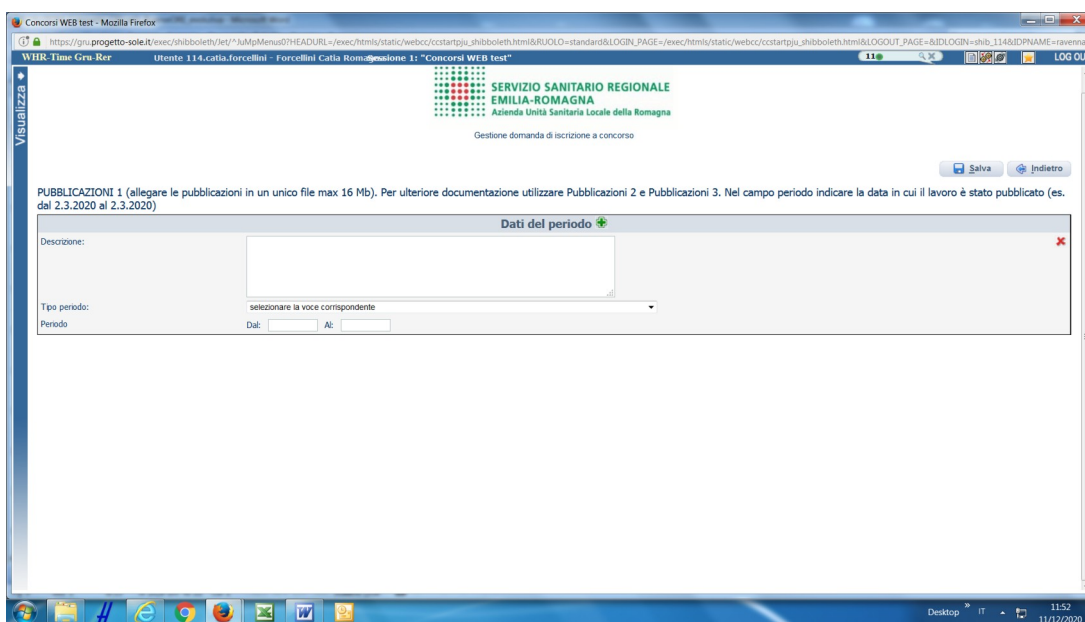 Concorsi WEB test - Mozilla Firefox
https://gru.progetto-sole.it/exec/shibboleth/Jet/^JuMpMenus0?HEADURL=/exec/htmls/static/webcc/ccstartpju_shibboleth.html&RUOLO=standard&LOGIN_PAGE=/exec/htmls/static/webcc/ccstartpju_shibboleth.html&LOGOUT_PAGE=&IDLOGIN=shib_114&IDPNAME=ravenna
WHR-Time Gru-Rer Utente 114.catia.forcellini - Forcellini Catia Romagna Sessione 1: "Concorsi WEB test" 11 LOG OU
Visualizza
SERVIZIO SANITARIO REGIONALE
EMILIA-ROMAGNA
Azienda Unità Sanitaria Locale della Romagna
Gestione domanda di iscrizione a concorso
Salva Indietro
PUBBLICAZIONI 1 (allegare le pubblicazioni in un unico file max 16 Mb). Per ulteriore documentazione utilizzare Pubblicazioni 2 e Pubblicazioni 3. Nel campo periodo indicare la data in cui il lavoro è stato pubblicato (es.
dal 2.3.2020 al 2.3.2020)
Dati del periodo
Descrizione:
Tipo periodo: selezionare la voce corrispondente
Periodo Dal: Al:
Desktop » IT 11:52
11/12/2020